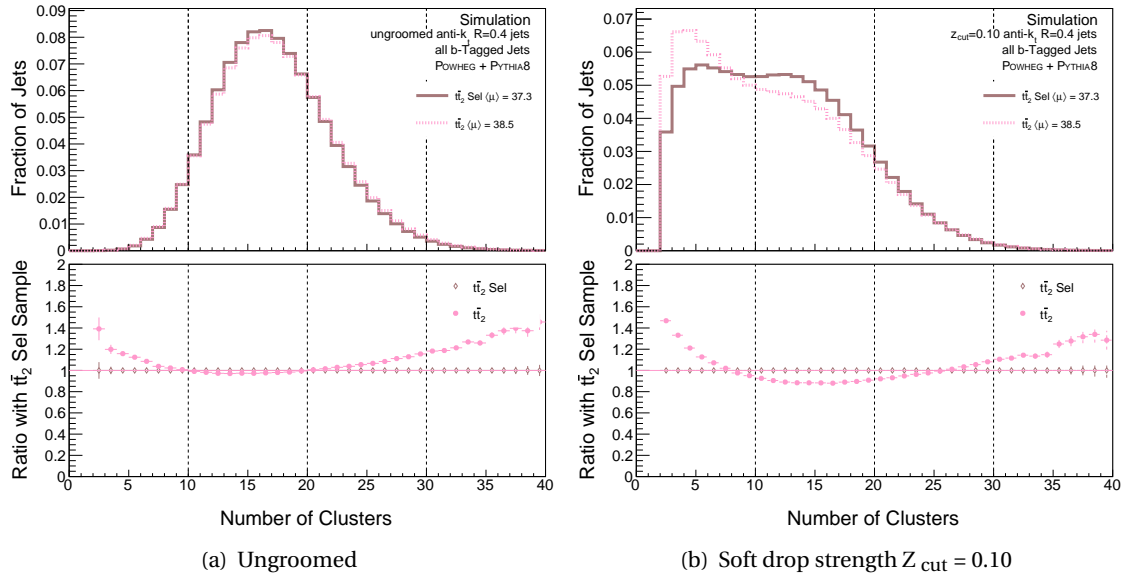 Simulation
ungroomed anti-kt R=0.4 jets
all b-Tagged Jets
POWHEG + PYTHIA8
tt̄2 Sel ⟨μ⟩ = 37.3
tt̄2 ⟨μ⟩ = 38.5
Fraction of Jets
0.09
0.08
0.07
0.06
0.05
0.04
0.03
0.02
0.01
0
tt̄2 Sel
tt̄2
Ratio with tt̄2 Sel Sample
2
1.8
1.6
1.4
1.2
1
0.8
0.6
0.4
0.2
0
0 5 10 15 20 25 30 35 40
Number of Clusters
(a) Ungroomed
Simulation
zcut=0.10 anti-kt R=0.4 jets
all b-Tagged Jets
POWHEG + PYTHIA8
tt̄2 Sel ⟨μ⟩ = 37.3
tt̄2 ⟨μ⟩ = 38.5
Fraction of Jets
0.07
0.06
0.05
0.04
0.03
0.02
0.01
0
tt̄2 Sel
tt̄2
Ratio with tt̄2 Sel Sample
2
1.8
1.6
1.4
1.2
1
0.8
0.6
0.4
0.2
0
0 5 10 15 20 25 30 35 40
Number of Clusters
(b) Soft drop strength Z cut = 0.10